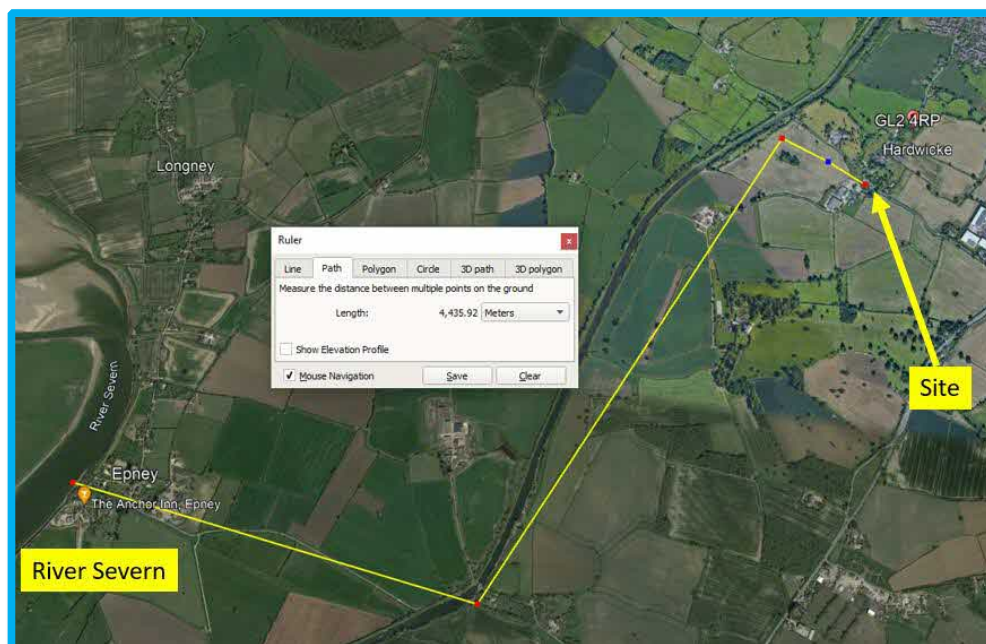 GL2 4RP
Hardwicke
Longney
Ruler
x
Line Path Polygon Circle 3D path 3D polygon
Measure the distance between multiple points on the ground
Length: 4,435.92 Meters
Show Elevation Profile
Mouse Navigation Save Clear
River Severn
Site
Epney
The Anchor Inn, Epney
River Severn